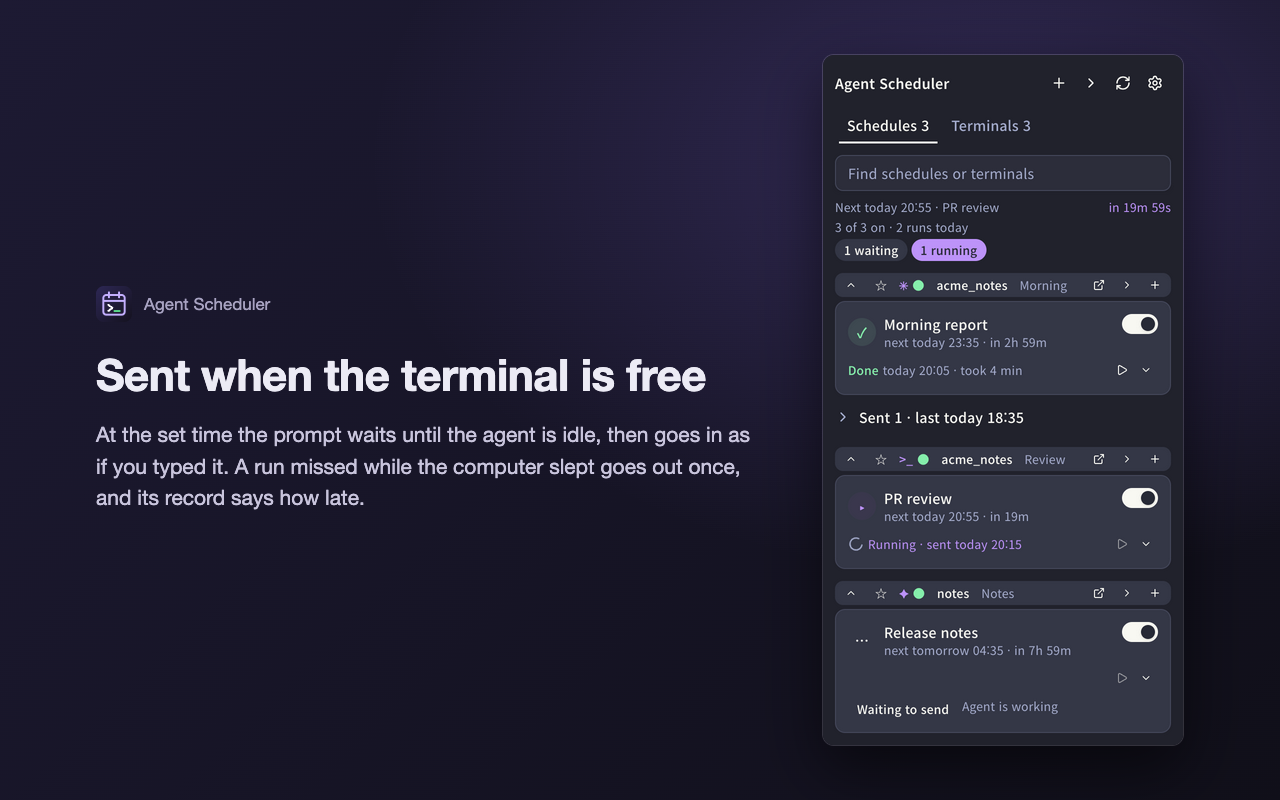 Agent Scheduler
Sent when the terminal is free
At the set time the prompt waits until the agent is idle, then goes in as
if you typed it. A run missed while the computer slept goes out once,
and its record says how late.
Agent Scheduler
Schedules 3 Terminals 3
Find schedules or terminals
Next today 20:55 · PR review in 19m 59s
3 of 3 on · 2 runs today
1 waiting 1 running
acme_notes Morning
Morning report
next today 23:35 · in 2h 59m
Done today 20:05 · took 4 min
Sent 1 · last today 18:35
>_ acme_notes Review
PR review
next today 20:55 · in 19m
Running · sent today 20:15
notes Notes
Release notes
next tomorrow 04:35 · in 7h 59m
Waiting to send Agent is working